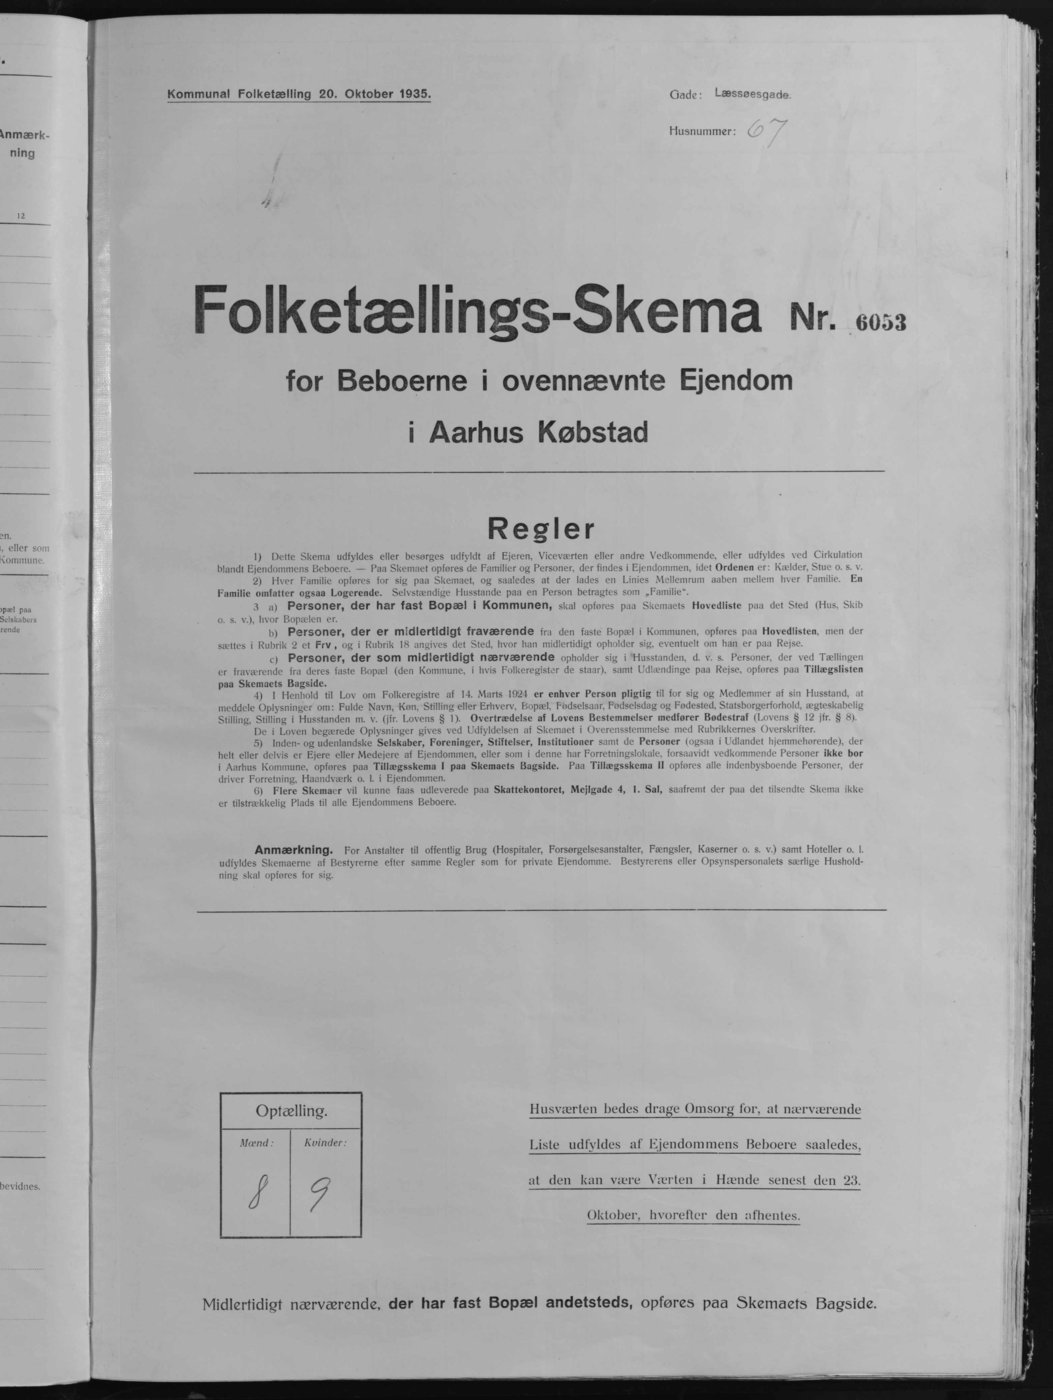 .
Anmærk-
ning
12
en.
, eller som
Kommune.
opæl paa
Selskabers
rende
bevidnes.
Kommunal Folketælling 20. Oktober 1935.
Gade: Læssøesgade.
Husnummer: 67
Folketællings-Skema Nr. 6053
for Beboerne i ovennævnte Ejendom
i Aarhus Købstad
Regler
1) Dette Skema udfyldes eller besørges udfyldt af Ejeren, Viceværten eller andre Vedkommende, eller udfyldes ved Cirkulation
blandt Ejendommens Beboere. — Paa Skemaet opføres de Familier og Personer, der findes i Ejendommen, idet Ordenen er: Kælder, Stue o. s. v.
2) Hver Familie opføres for sig paa Skemaet, og saaledes at der lades en Linies Mellemrum aaben mellem hver Familie. En
Familie omfatter ogsaa Logerende. Selvstændige Husstande paa en Person betragtes som „Familie".
3 a) Personer, der har fast Bopæl i Kommunen, skal opføres paa Skemaets Hovedliste paa det Sted (Hus, Skib
o. s. v.), hvor Bopælen er.
b) Personer, der er midlertidigt fraværende fra den faste Bopæl i Kommunen, opføres paa Hovedlisten, men der
sættes i Rubrik 2 et Frv, og i Rubrik 18 angives det Sted, hvor han midlertidigt opholder sig, eventuelt om han er paa Rejse.
c) Personer, der som midlertidigt nærværende opholder sig i Husstanden, d. v. s. Personer, der ved Tællingen
er fraværende fra deres faste Bopæl (den Kommune, i hvis Folkeregister de staar), samt Udlændinge paa Rejse, opføres paa Tillægslisten
paa Skemaets Bagside.
4) I Henhold til Lov om Folkeregistre af 14. Marts 1924 er enhver Person pligtig til for sig og Medlemmer af sin Husstand, at
meddele Oplysninger om: Fulde Navn, Køn, Stilling eller Erhverv, Bopæl, Fødselsaar, Fødselsdag og Fødested, Statsborgerforhold, ægteskabelig
Stilling, Stilling i Husstanden m. v. (jfr. Lovens § 1). Overtrædelse af Lovens Bestemmelser medfører Bødestraf (Lovens § 12 jfr. § 8).
De i Loven begærede Oplysninger gives ved Udfyldelsen af Skemaet i Overensstemmelse med Rubrikkernes Overskrifter.
5) Inden- og udenlandske Selskaber, Foreninger, Stiftelser, Institutioner samt de Personer (ogsaa i Udlandet hjemmehørende), der
helt eller delvis er Ejere eller Medejere af Ejendommen, eller som i denne har Forretningslokale, forsaavidt vedkommende Personer ikke bor
i Aarhus Kommune, opføres paa Tillægsskema I paa Skemaets Bagside. Paa Tillægsskema II opføres alle indenbysboende Personer, der
driver Forretning, Haandværk o. l. i Ejendommen.
6) Flere Skemaer vil kunne faas udleverede paa Skattekontoret, Mejlgade 4, 1. Sal, saafremt der paa det tilsendte Skema ikke
er tilstrækkelig Plads til alle Ejendommens Beboere.
Anmærkning. For Anstalter til offentlig Brug (Hospitaler, Forsørgelsesanstalter, Fængsler, Kaserner o. s. v.) samt Hoteller o. l.
udfyldes Skemaerne af Bestyrerne efter samme Regler som for private Ejendomme. Bestyrerens eller Opsynspersonalets særlige Hushold-
ning skal opføres for sig.
Optælling.
Mænd: Kvinder:
8 9
Husværten bedes drage Omsorg for, at nærværende
Liste udfyldes af Ejendommens Beboere saaledes,
at den kan være Værten i Hænde senest den 23.
Oktober, hvorefter den afhentes.
Midlertidigt nærværende, der har fast Bopæl andetsteds, opføres paa Skemaets Bagside.